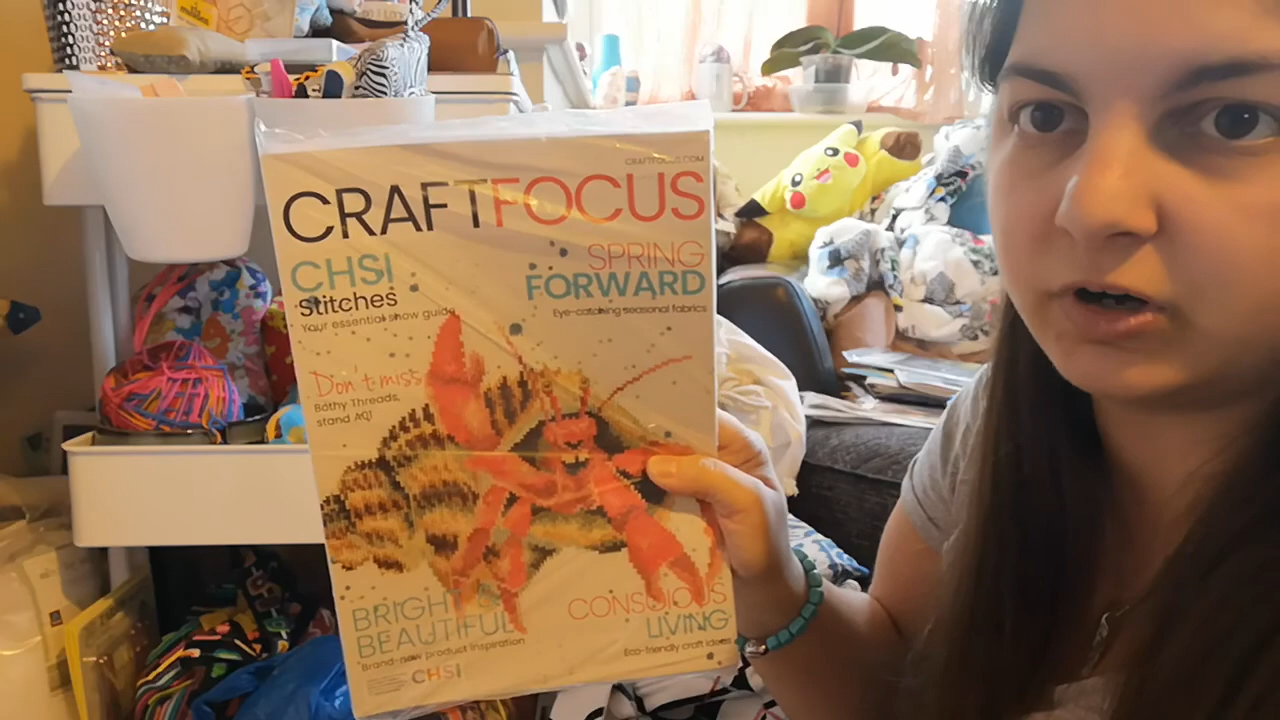 CRAFTFOCUS.COM
CRAFTFOCUS
CHSI
Stitches
Your essential show guide
SPRING
FORWARD
Eye-catching seasonal fabrics
Don't miss
Bothy Threads,
stand AQ1
BRIGHT &
BEAUTIFUL
Brand-new product inspiration
CHSI
CONSCIOUS
LIVING
Eco-friendly craft ideas